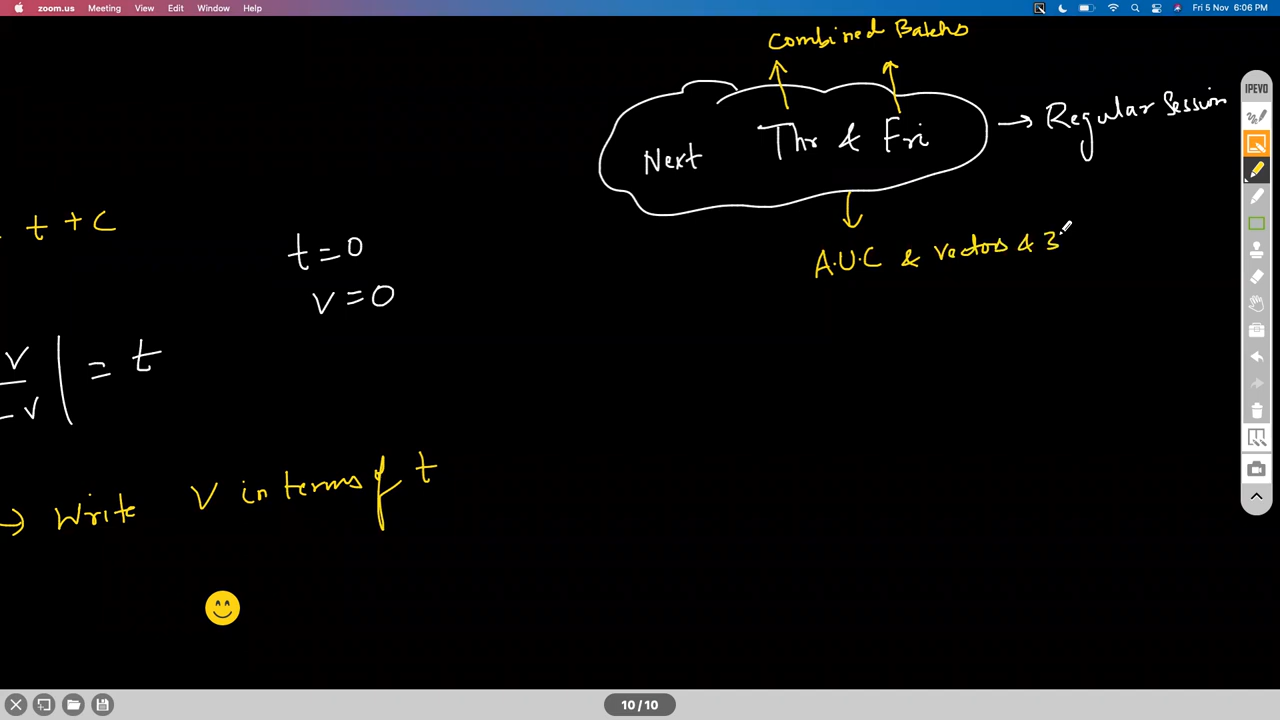 zoom.us Meeting View Edit Window Help Fri 5 Nov 6:06 PM
Combined Batchs
IPEVO
Next Thr & Fri → Regular Session
A.U.C & Vectors & 3
t + C
t = 0
v = 0
v
- v | = t
→ Write V in terms of t
10/10